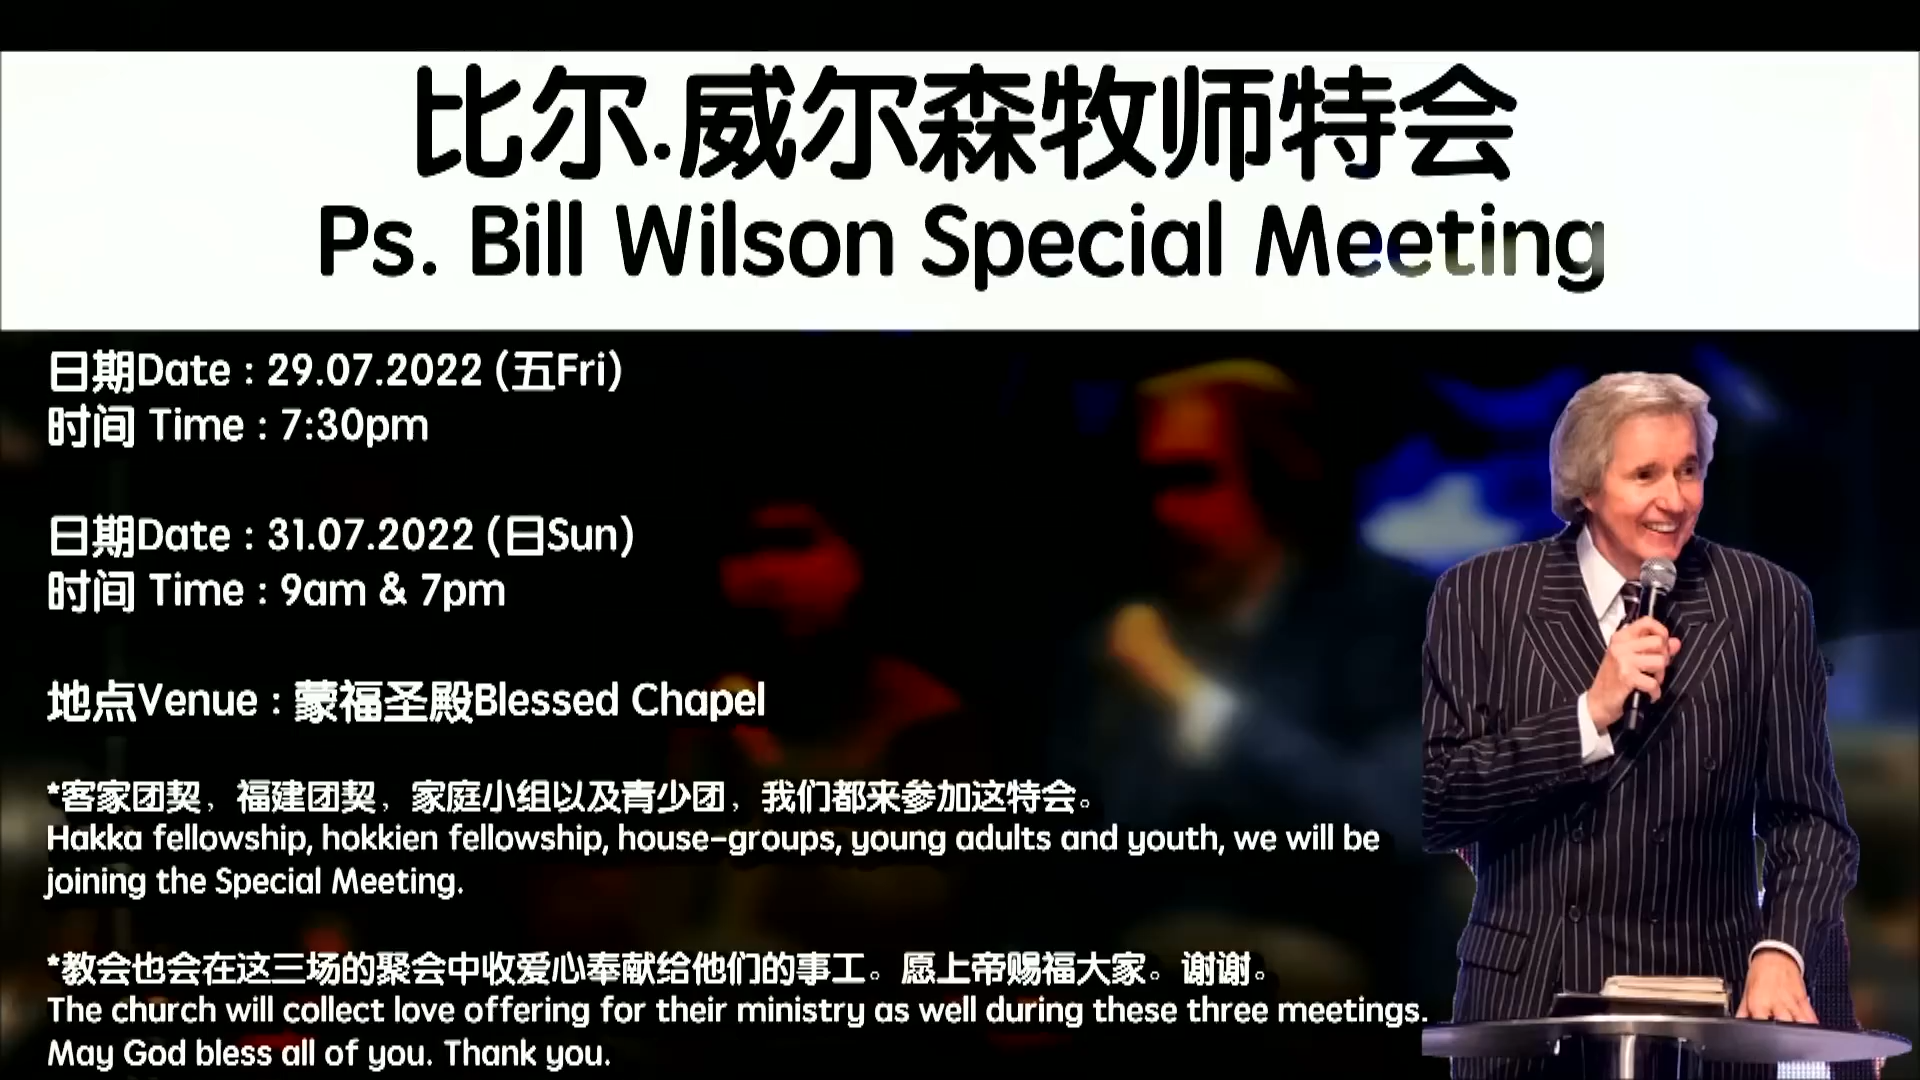 比尔.威尔森牧师特会
Ps. Bill Wilson Special Meeting
日期Date : 29.07.2022 (五Fri)
时间 Time : 7:30pm
日期Date : 31.07.2022 (日Sun)
时间 Time : 9am & 7pm
地点Venue : 蒙福圣殿Blessed Chapel
*客家团契，福建团契，家庭小组以及青少团，我们都来参加这特会。
Hakka fellowship, hokkien fellowship, house-groups, young adults and youth, we will be
joining the Special Meeting.
*教会也会在这三场的聚会中收爱心奉献给他们的事工。愿上帝赐福大家。谢谢。
The church will collect love offering for their ministry as well during these three meetings.
May God bless all of you. Thank you.